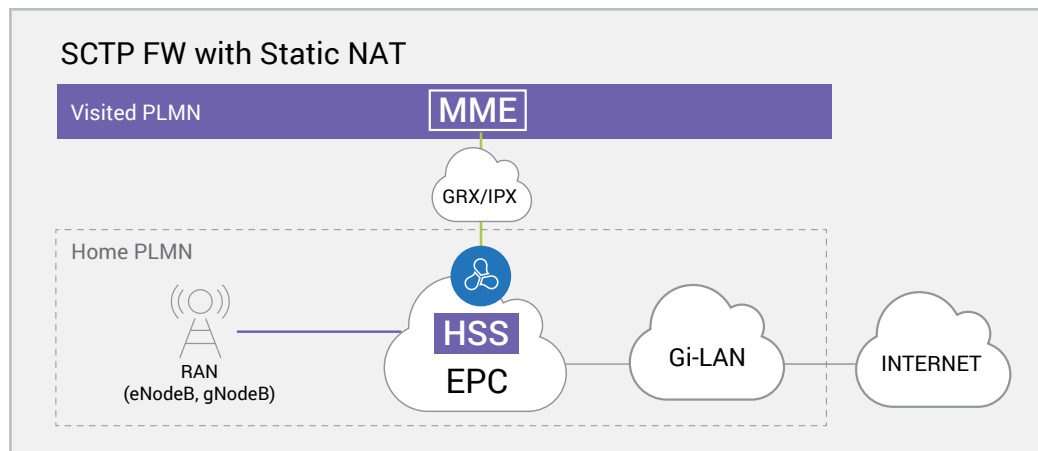 SCTP FW with Static NAT
Visited PLMN
MME
GRX/IPX
Home PLMN
HSS
EPC
RAN
(eNodeB, gNodeB)
Gi-LAN
INTERNET